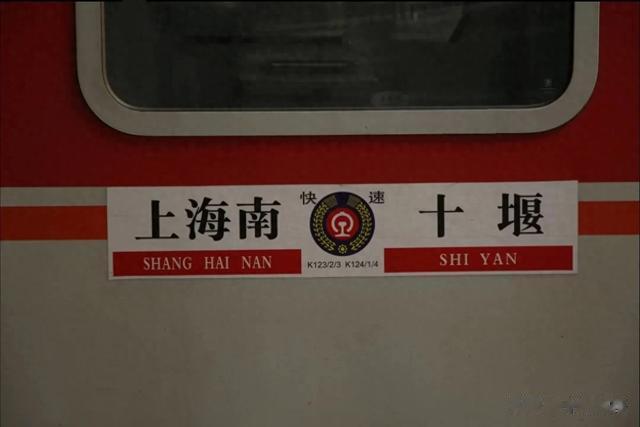 上海南 快速 十堰
SHANG HAI NAN K123/2/3 K124/1/4 SHI YAN